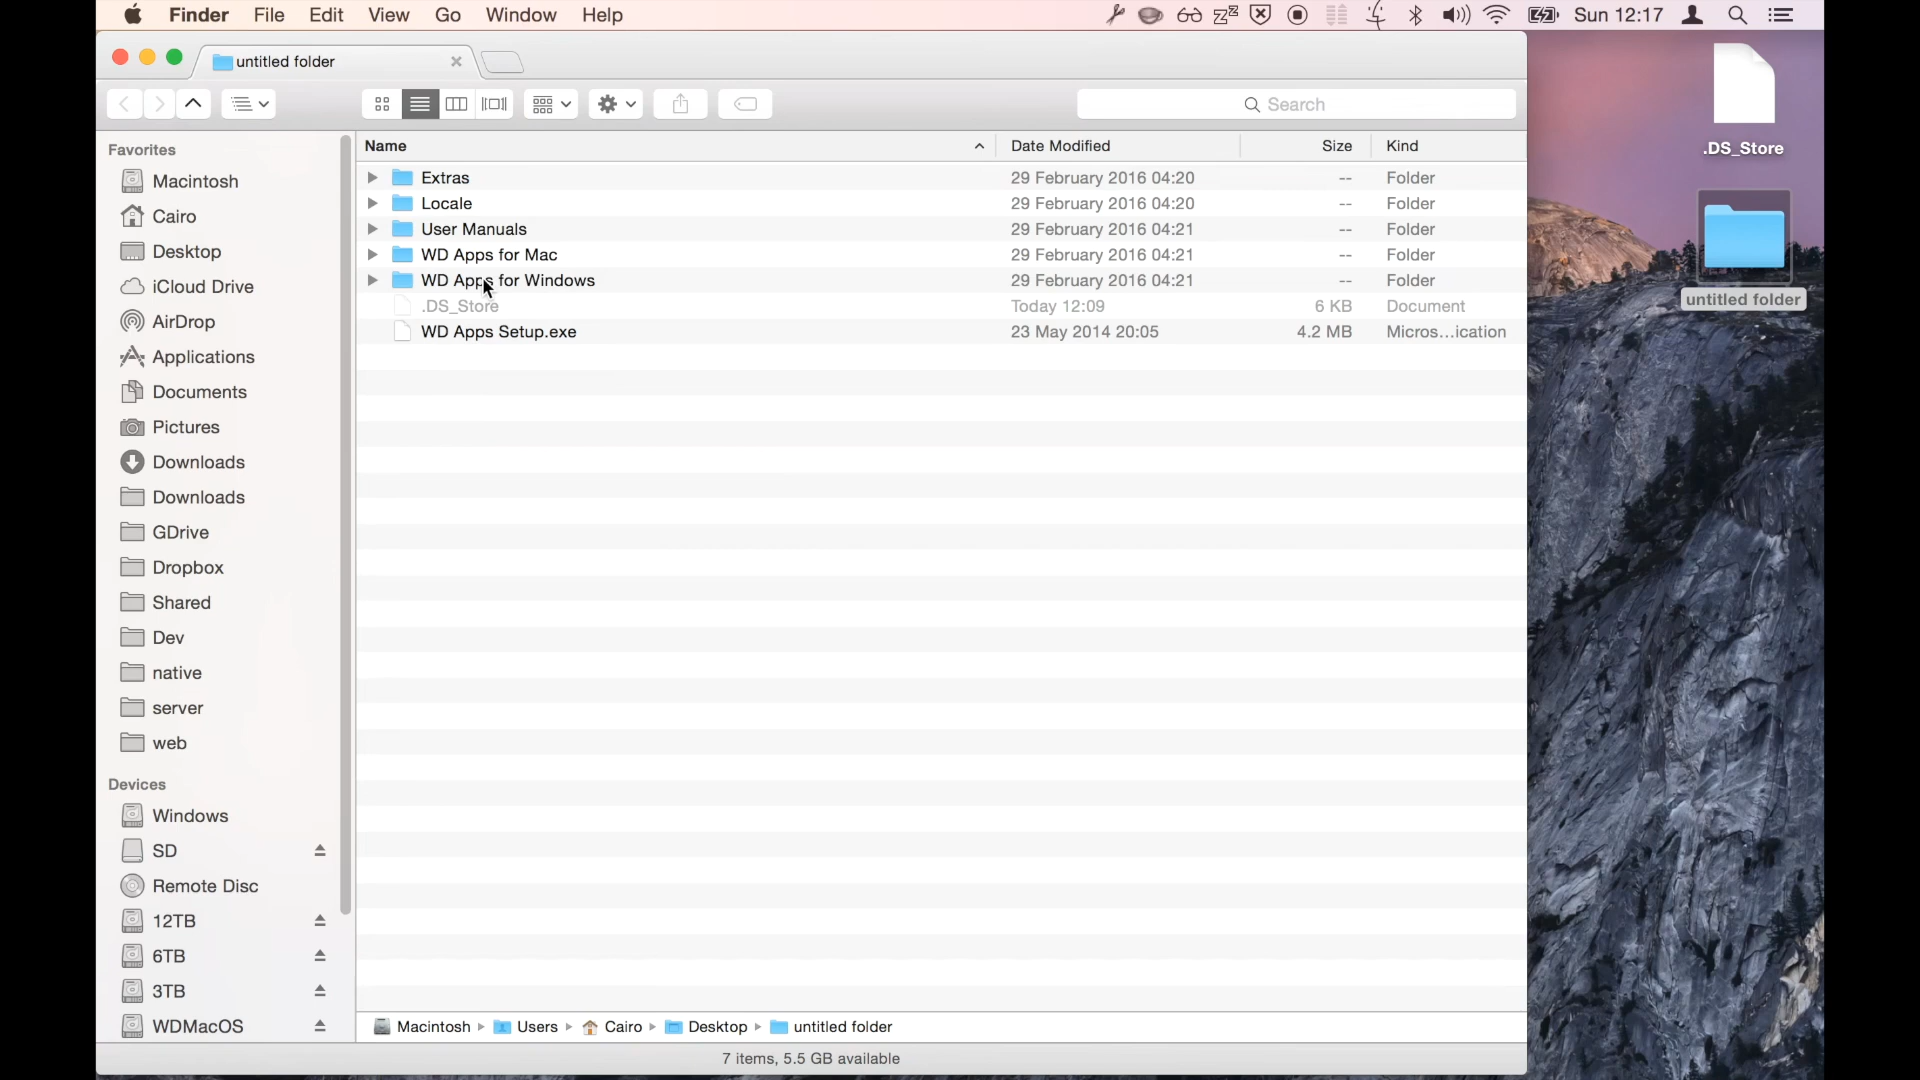 Finder File Edit View Go Window Help Sun 12:17
untitled folder
Search
Name Date Modified Size Kind
Extras 29 February 2016 04:20 -- Folder
Locale 29 February 2016 04:20 -- Folder
User Manuals 29 February 2016 04:21 -- Folder
WD Apps for Mac 29 February 2016 04:21 -- Folder
WD Apps for Windows 29 February 2016 04:21 -- Folder
.DS_Store Today 12:09 6 KB Document
WD Apps Setup.exe 23 May 2014 20:05 4.2 MB Micros...ication
Favorites
Macintosh
Cairo
Desktop
iCloud Drive
AirDrop
Applications
Documents
Pictures
Downloads
Downloads
GDrive
Dropbox
Shared
Dev
native
server
web
Devices
Windows
SD
Remote Disc
12TB
6TB
3TB
WDMacOS
Macintosh Users Cairo Desktop untitled folder
7 items, 5.5 GB available
.DS_Store
untitled folder